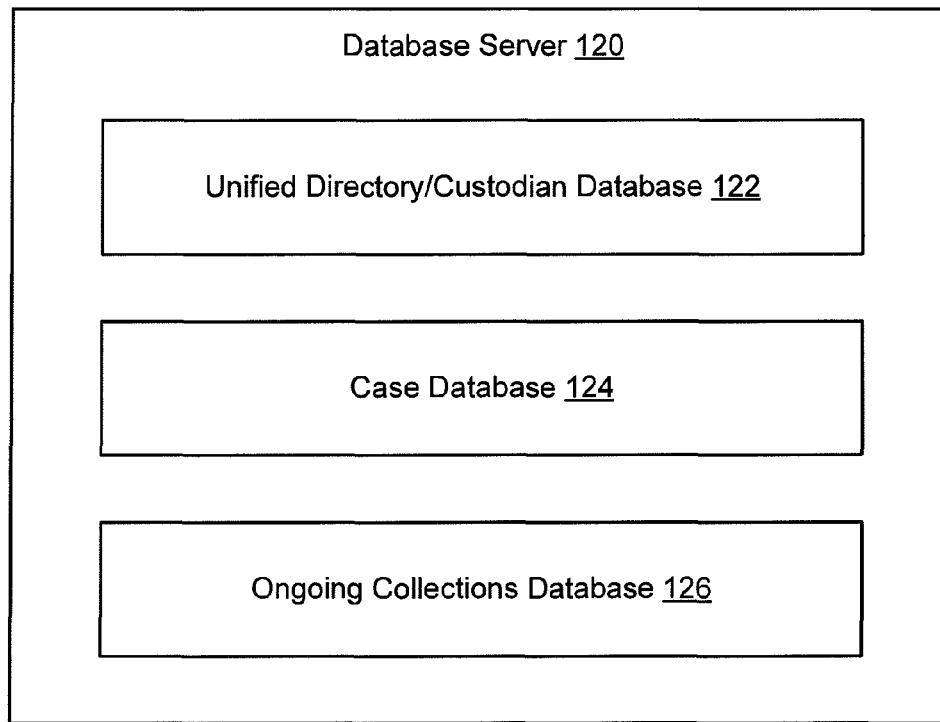 Database Server 120
Unified Directory/Custodian Database 122
Case Database 124
Ongoing Collections Database 126